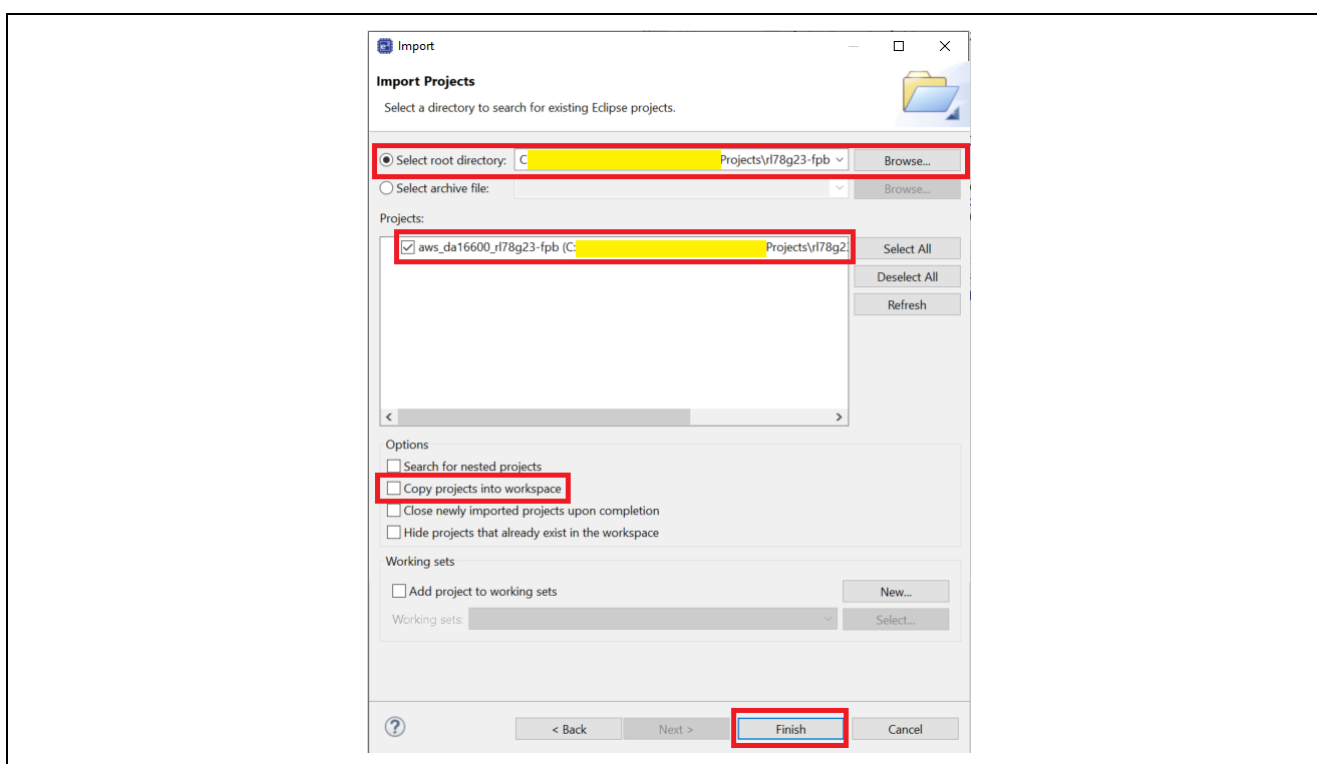 Import
Import Projects
Select a directory to search for existing Eclipse projects.
Select root directory: C Projects\rl78g23-fpb Browse...
Select archive file: Browse...
Projects:
aws_da16600_rl78g23-fpb (C: Projects\rl78g2 Select All
Deselect All
Refresh
Options
Search for nested projects
Copy projects into workspace
Close newly imported projects upon completion
Hide projects that already exist in the workspace
Working sets
Add project to working sets New...
Working sets: Select...
? < Back Next > Finish Cancel